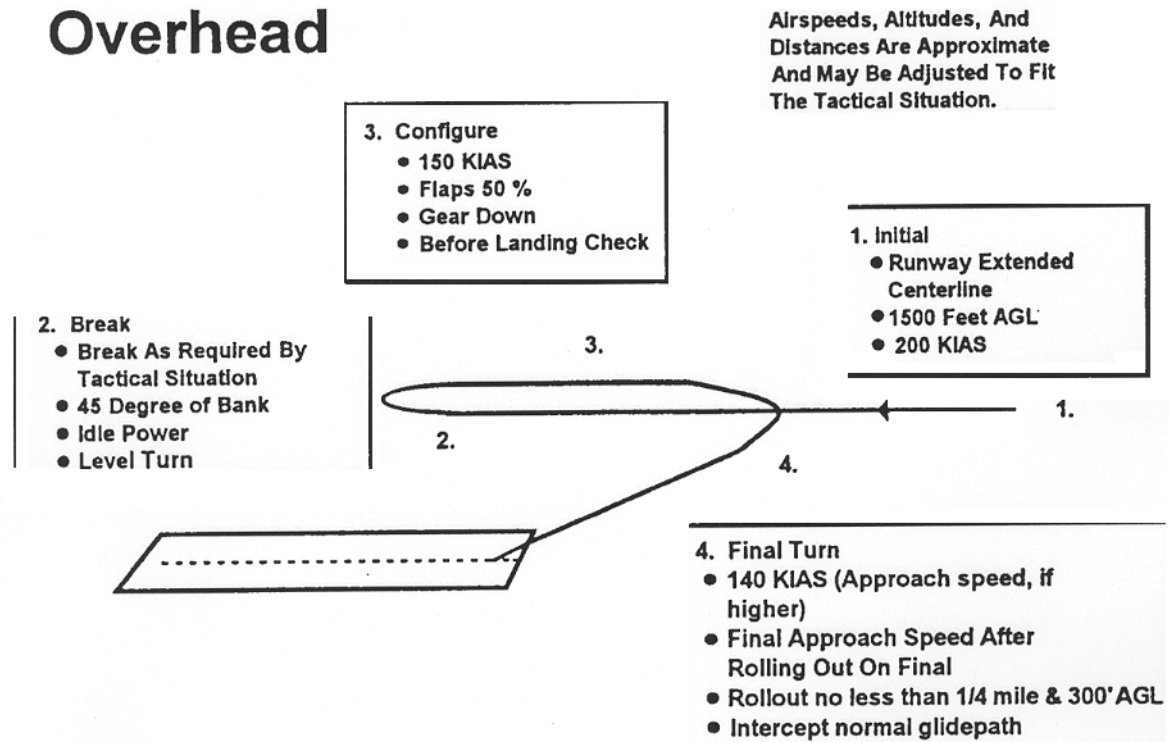 Overhead
Airspeeds, Altitudes, And
Distances Are Approximate
And May Be Adjusted To Fit
The Tactical Situation.
3. Configure
● 150 KIAS
● Flaps 50 %
● Gear Down
● Before Landing Check
1. Initial
● Runway Extended
Centerline
● 1500 Feet AGL
● 200 KIAS
2. Break
● Break As Required By
Tactical Situation
● 45 Degree of Bank
● Idle Power
● Level Turn
3.
1.
2.
4.
4. Final Turn
● 140 KIAS (Approach speed, if
higher)
● Final Approach Speed After
Rolling Out On Final
● Rollout no less than 1/4 mile & 300' AGL
● Intercept normal glidepath